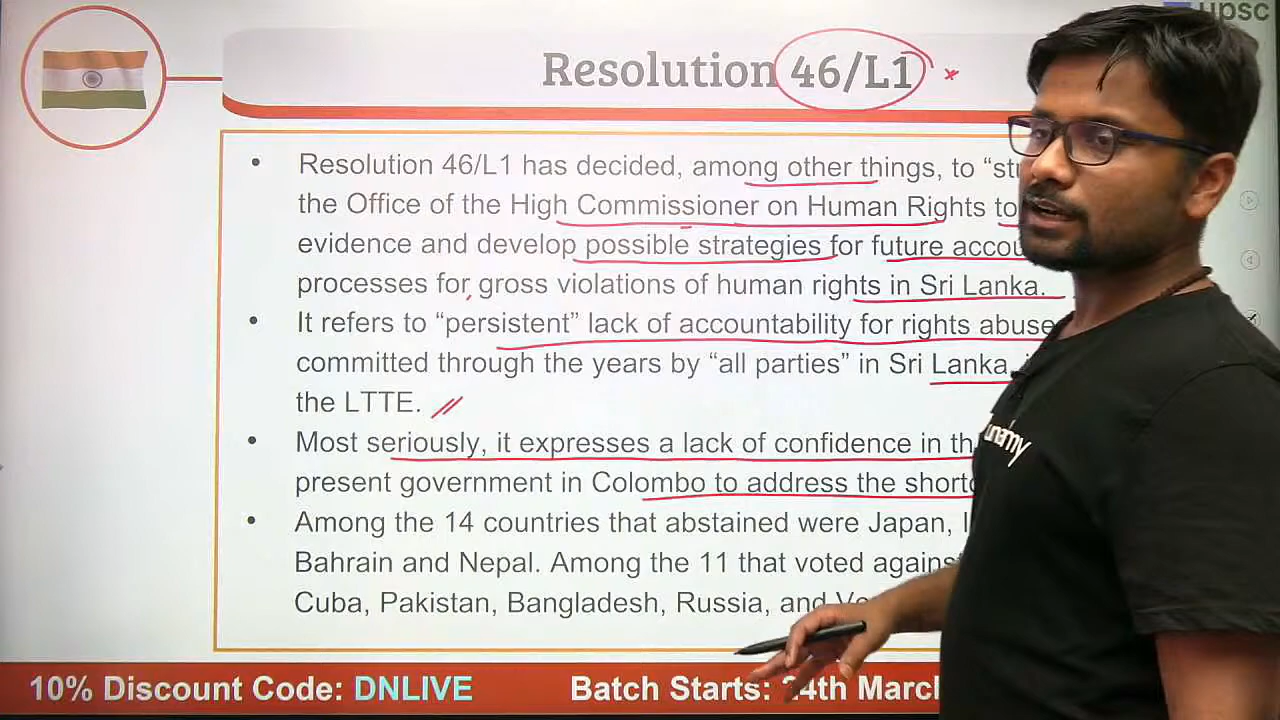 upsc
Resolution 46/L1
• Resolution 46/L1 has decided, among other things, to “str
the Office of the High Commissioner on Human Rights to
evidence and develop possible strategies for future accou
processes for gross violations of human rights in Sri Lanka.
• It refers to “persistent” lack of accountability for rights abuse
committed through the years by “all parties” in Sri Lanka,
the LTTE.
• Most seriously, it expresses a lack of confidence in th
present government in Colombo to address the shortc
• Among the 14 countries that abstained were Japan,
Bahrain and Nepal. Among the 11 that voted against
Cuba, Pakistan, Bangladesh, Russia, and
10% Discount Code: DNLIVE
Batch Starts: 24th March